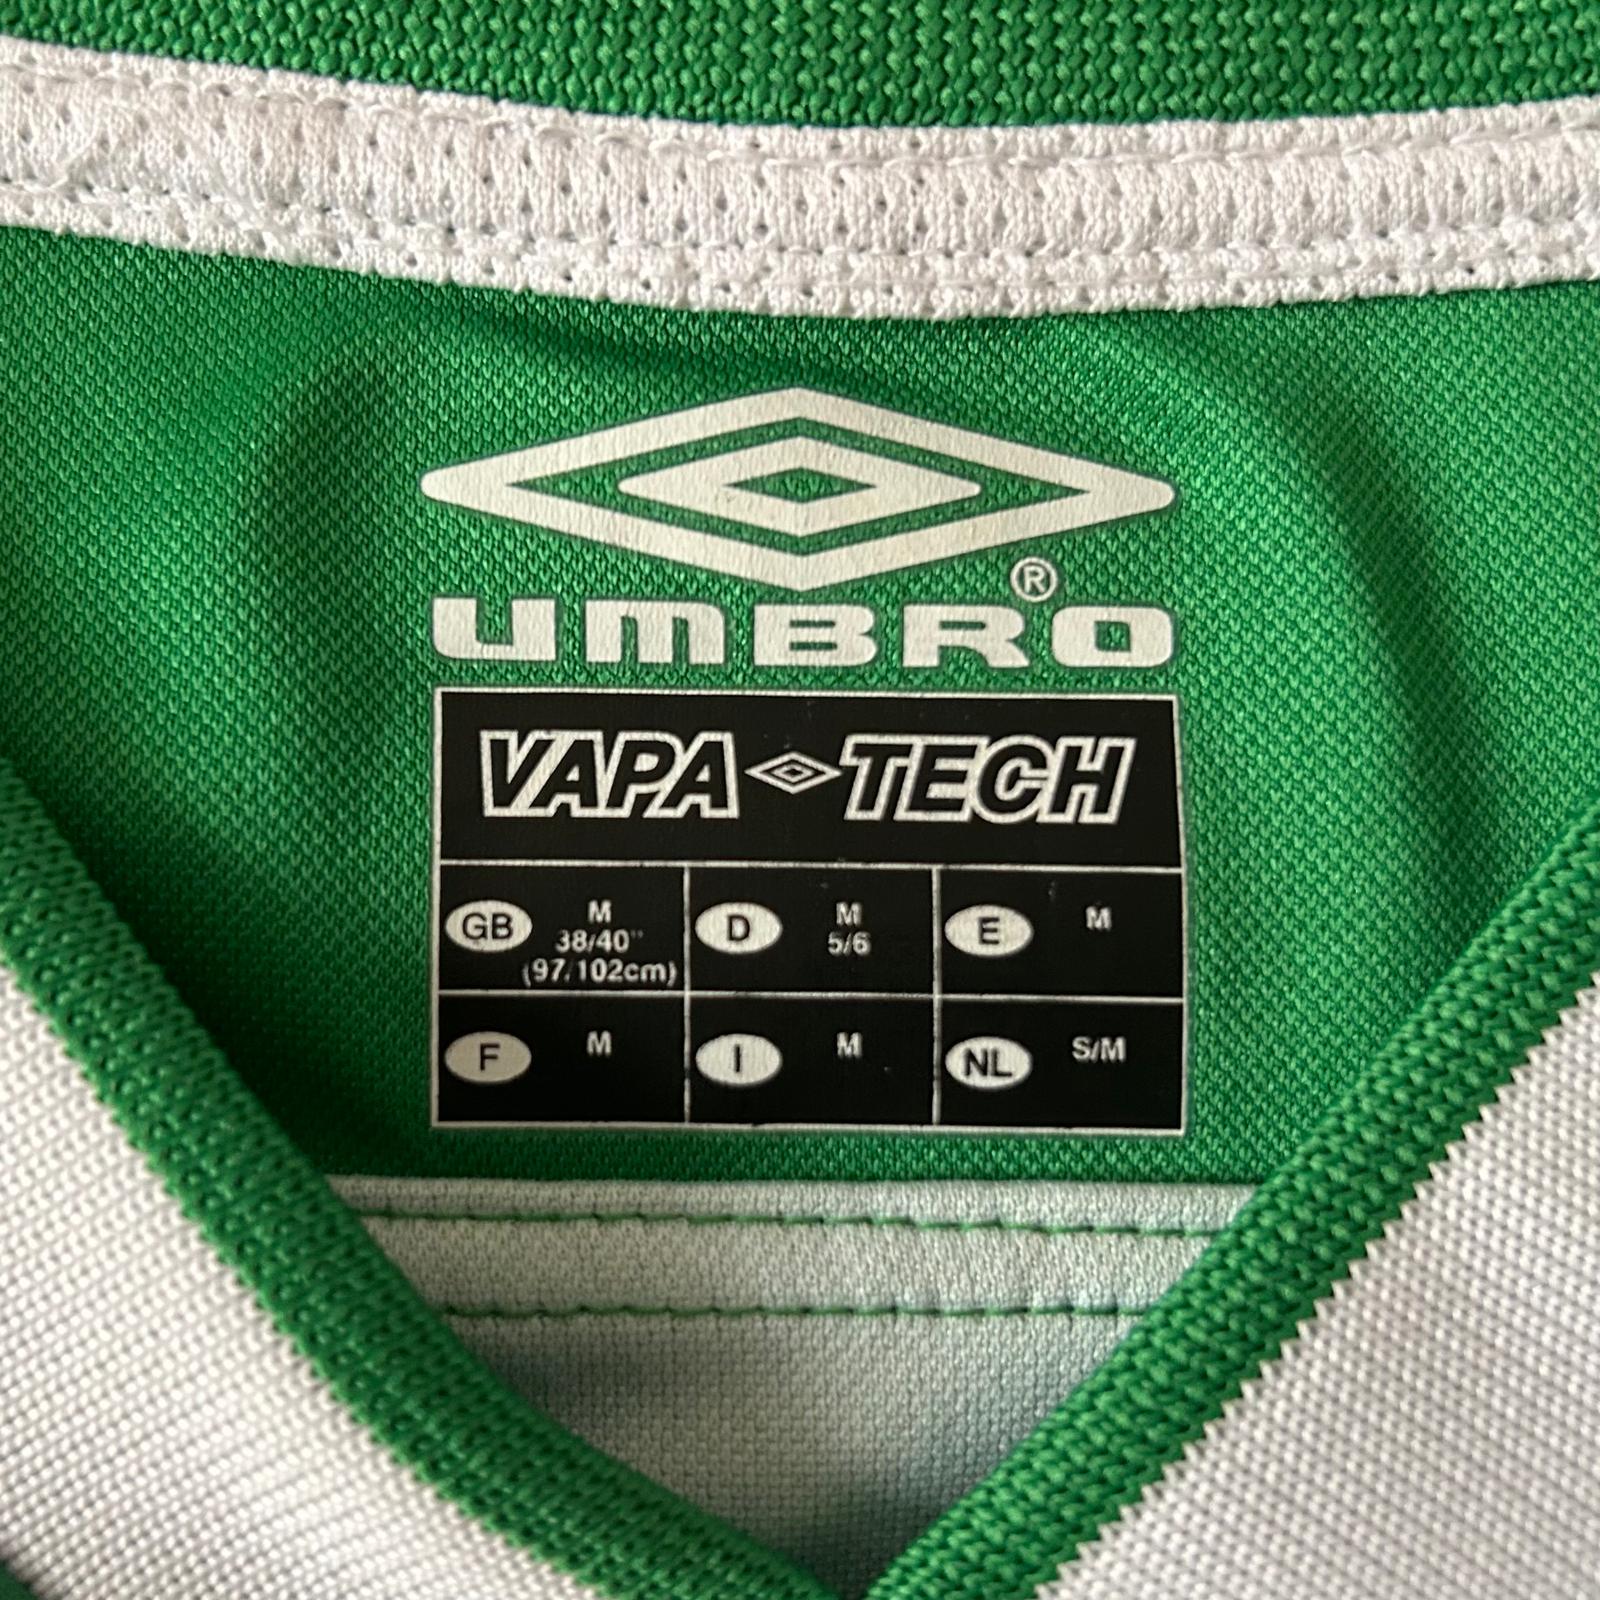 ®
UMBRO
VAPA TECH
GB M
38/40"
(97/102cm)
D M
5/6
E M
F M
I M
NL S/M